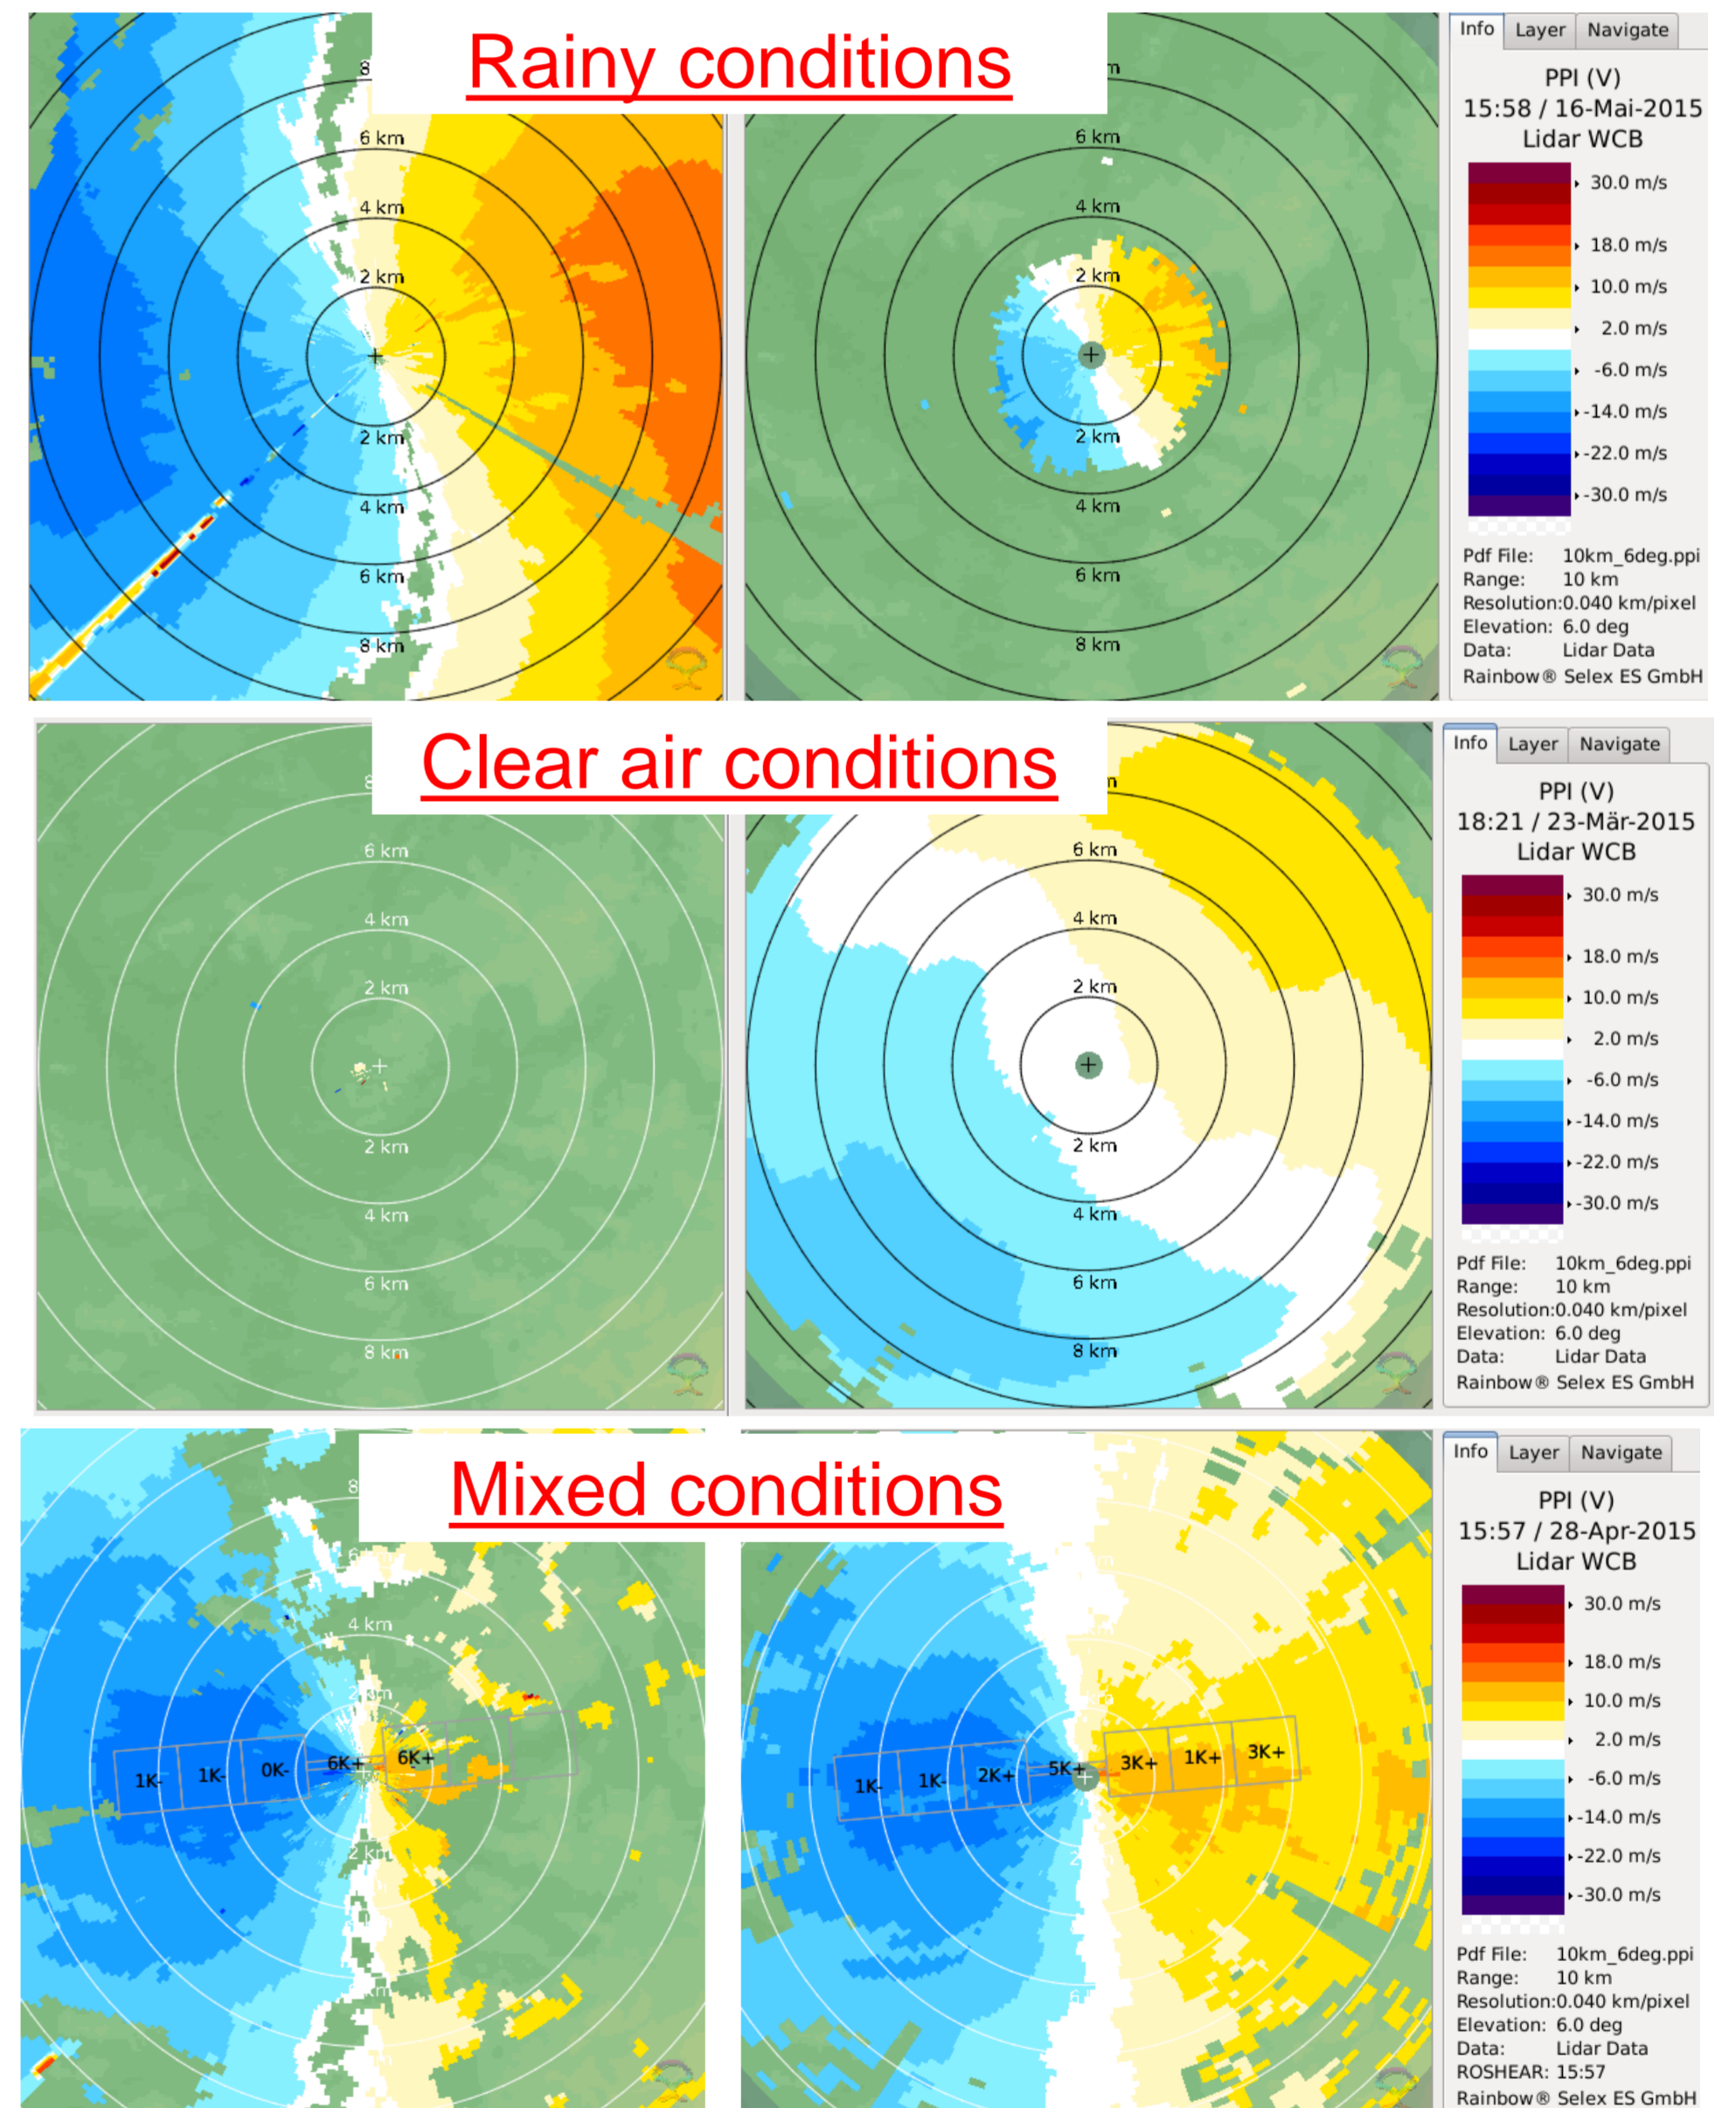 Rainy conditions
8
m
6 km
4 km
2 km
2 km
4 km
6 km
8 km
6 km
4 km
2 km
2 km
4 km
6 km
8 km
Info Layer Navigate
PPI (V)
15:58 / 16-Mai-2015
Lidar WCB
30.0 m/s
18.0 m/s
10.0 m/s
2.0 m/s
-6.0 m/s
-14.0 m/s
-22.0 m/s
-30.0 m/s
Pdf File: 10km_6deg.ppi
Range: 10 km
Resolution:0.040 km/pixel
Elevation: 6.0 deg
Data: Lidar Data
Rainbow® Selex ES GmbH
Clear air conditions
8
n
6 km
4 km
2 km
2 km
4 km
6 km
8 km
6 km
4 km
2 km
2 km
4 km
6 km
8 km
Info Layer Navigate
PPI (V)
18:21 / 23-Mär-2015
Lidar WCB
30.0 m/s
18.0 m/s
10.0 m/s
2.0 m/s
-6.0 m/s
-14.0 m/s
-22.0 m/s
-30.0 m/s
Pdf File: 10km_6deg.ppi
Range: 10 km
Resolution:0.040 km/pixel
Elevation: 6.0 deg
Data: Lidar Data
Rainbow® Selex ES GmbH
Mixed conditions
8
4 km
2 km
1K- 1K- 0K- 6K+ 6K+
2 km
1K- 1K- 2K+ 5K+ 3K+ 1K+ 3K+
Info Layer Navigate
PPI (V)
15:57 / 28-Apr-2015
Lidar WCB
30.0 m/s
18.0 m/s
10.0 m/s
2.0 m/s
-6.0 m/s
-14.0 m/s
-22.0 m/s
-30.0 m/s
Pdf File: 10km_6deg.ppi
Range: 10 km
Resolution:0.040 km/pixel
Elevation: 6.0 deg
Data: Lidar Data
ROSHEAR: 15:57
Rainbow® Selex ES GmbH